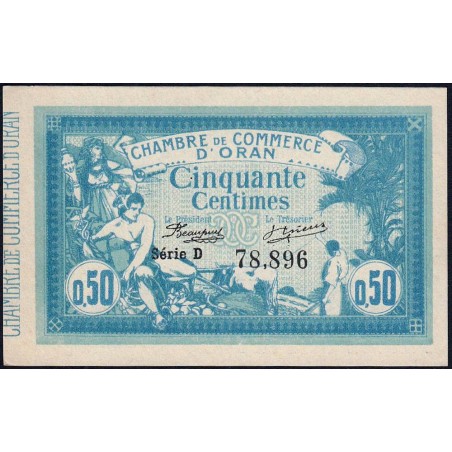 CHAMBRE DE COMMERCE D'ORAN
CHAMBRE DE COMMERCE
D'ORAN
Cinquante
Centimes
Le Président
Le Trésorier
Série D
78,896
0,50
0,50